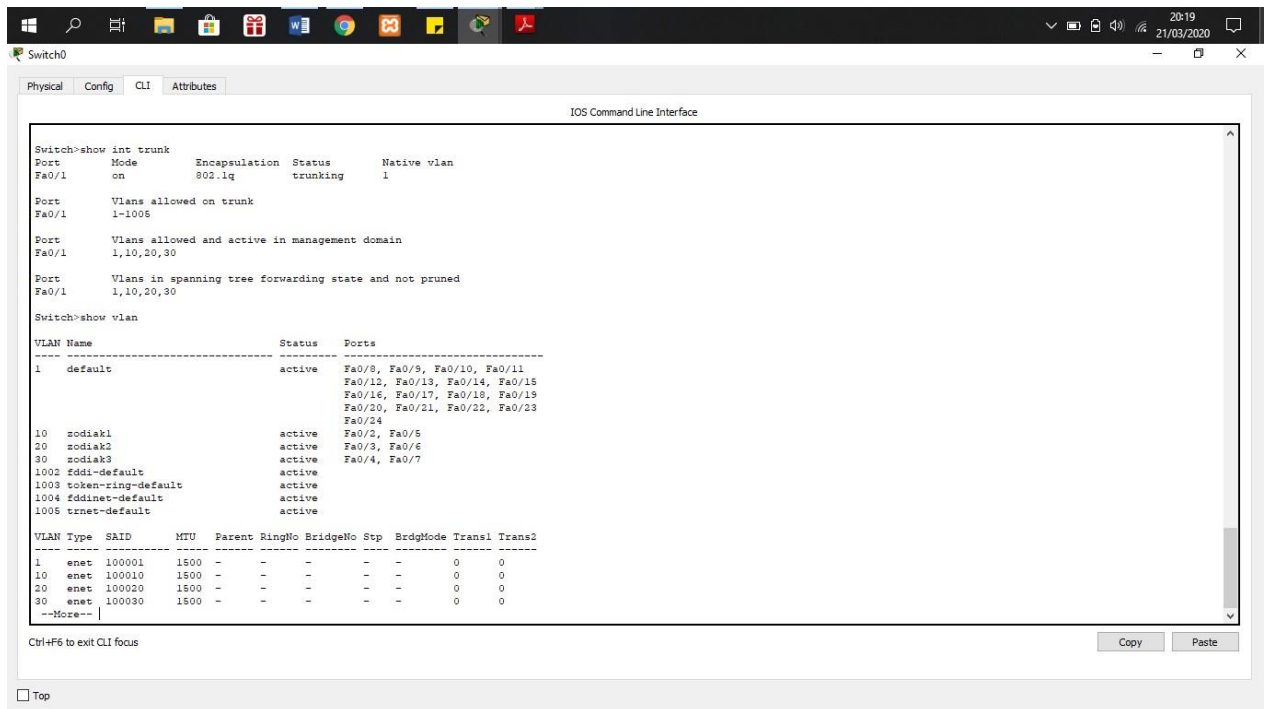 20:19
21/03/2020
Switch0
Physical Config CLI Attributes
IOS Command Line Interface
Switch>show int trunk
Port        Mode         Encapsulation  Status        Native vlan
Fa0/1       on           802.1q         trunking      1
Port        Vlans allowed on trunk
Fa0/1       1-1005
Port        Vlans allowed and active in management domain
Fa0/1       1,10,20,30
Port        Vlans in spanning tree forwarding state and not pruned
Fa0/1       1,10,20,30
Switch>show vlan
VLAN Name                             Status    Ports
---- -------------------------------- --------- -------------------------------
1    default                          active    Fa0/8, Fa0/9, Fa0/10, Fa0/11
                                                Fa0/12, Fa0/13, Fa0/14, Fa0/15
                                                Fa0/16, Fa0/17, Fa0/18, Fa0/19
                                                Fa0/20, Fa0/21, Fa0/22, Fa0/23
                                                Fa0/24
10   zodiak1                          active    Fa0/2, Fa0/5
20   zodiak2                          active    Fa0/3, Fa0/6
30   zodiak3                          active    Fa0/4, Fa0/7
1002 fddi-default                     active
1003 token-ring-default               active
1004 fddinet-default                  active
1005 trnet-default                    active
VLAN Type  SAID       MTU   Parent RingNo BridgeNo Stp  BrdgMode Trans1 Trans2
---- ----- ---------- ----- ------ ------ -------- ---- -------- ------ ------
1    enet  100001     1500  -      -      -        -    -        0      0
10   enet  100010     1500  -      -      -        -    -        0      0
20   enet  100020     1500  -      -      -        -    -        0      0
30   enet  100030     1500  -      -      -        -    -        0      0
 --More--
Ctrl+F6 to exit CLI focus
Copy Paste
Top